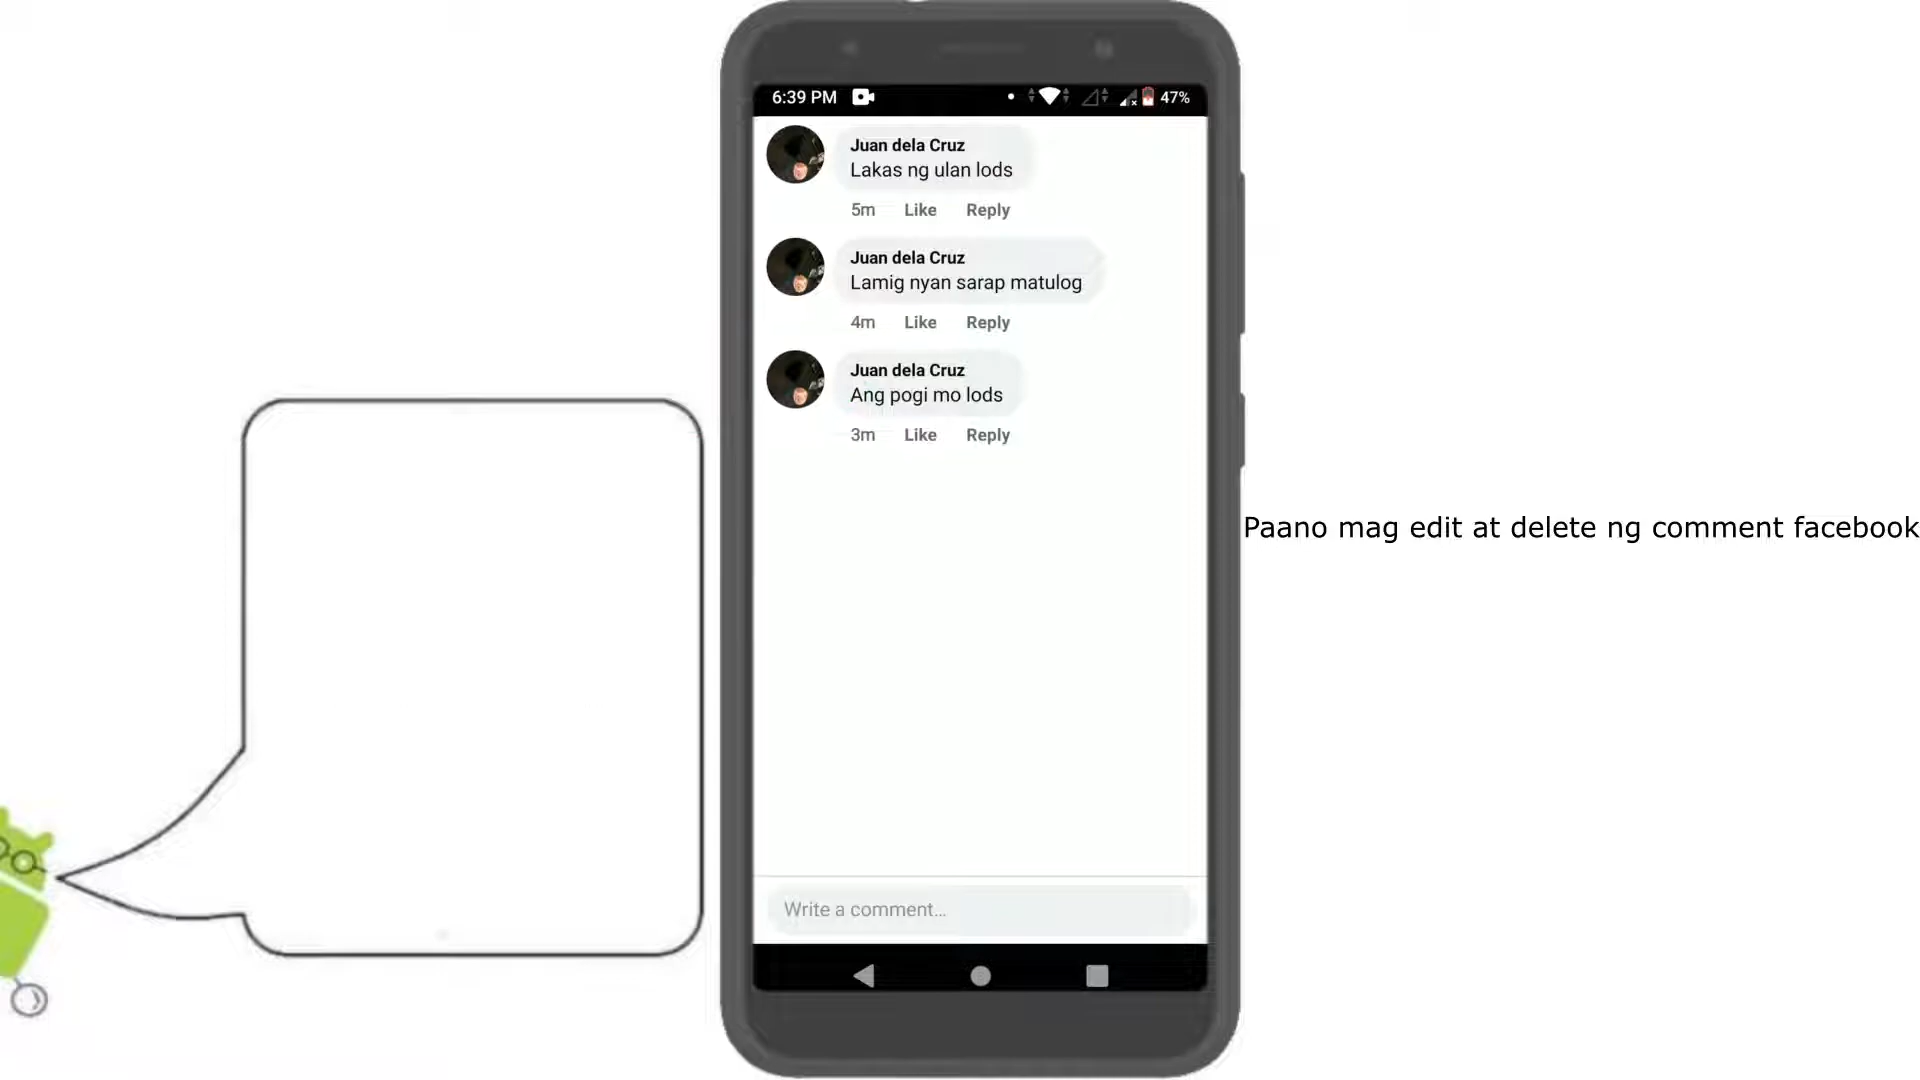 6:39 PM 47%
Juan dela Cruz
Lakas ng ulan lods
5m Like Reply
Juan dela Cruz
Lamig nyan sarap matulog
4m Like Reply
Juan dela Cruz
Ang pogi mo lods
3m Like Reply
Paano mag edit at delete ng comment facebook
Write a comment...